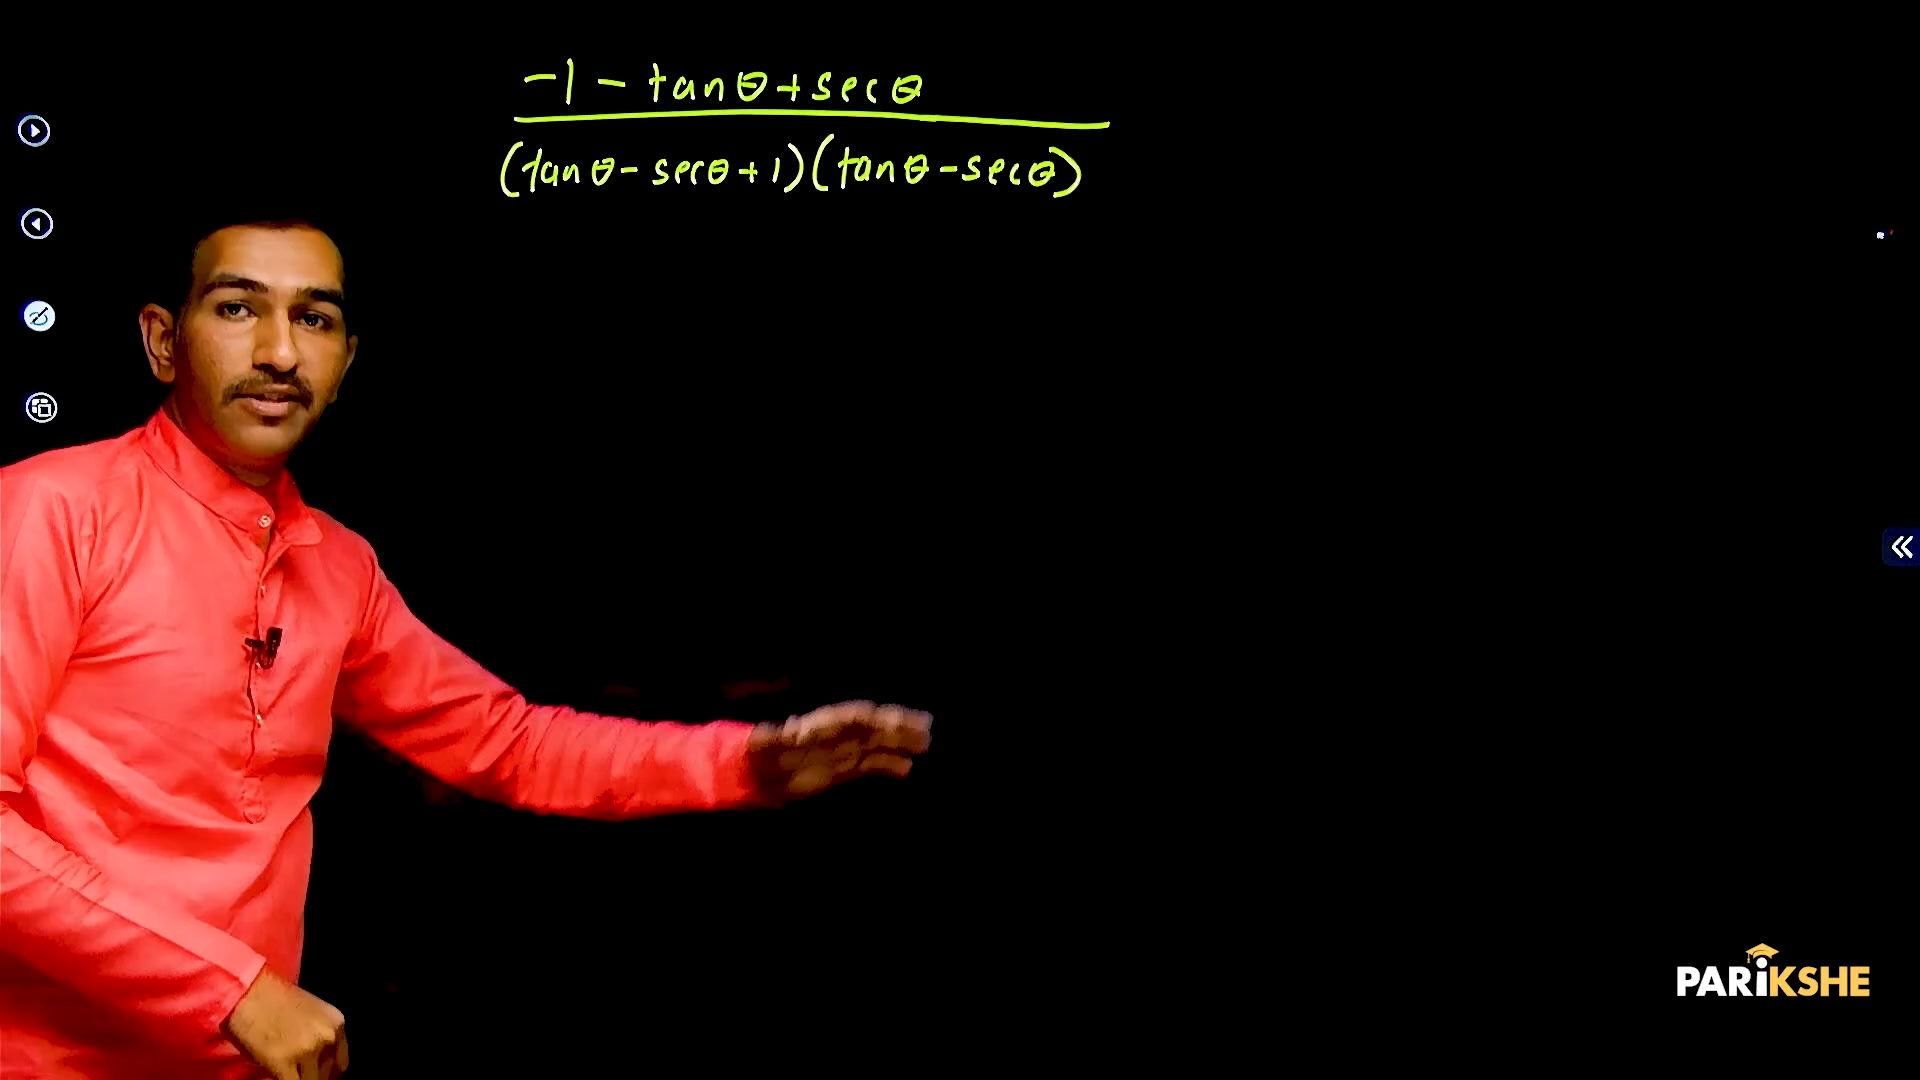 -1 - tanθ + secθ
(tanθ - secθ + 1)(tanθ - secθ)
PARiKSHE